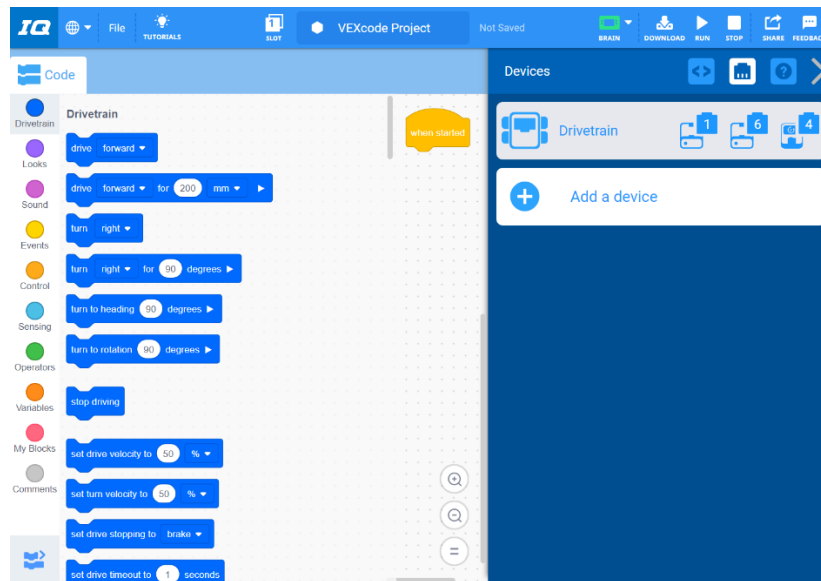 IQ File TUTORIALS 1 SLOT VEXcode Project Not Saved BRAIN DOWNLOAD RUN STOP SHARE FEEDBAC
Code
Devices
Drivetrain
Looks
Sound
Events
Control
Sensing
Operators
Variables
My Blocks
Comments
Drivetrain
drive forward
drive forward for 200 mm
turn right
turn right for 90 degrees
turn to heading 90 degrees
turn to rotation 90 degrees
stop driving
set drive velocity to 50 %
set turn velocity to 50 %
set drive stopping to brake
set drive timeout to 1 seconds
when started
Drivetrain 1 6 4
Add a device